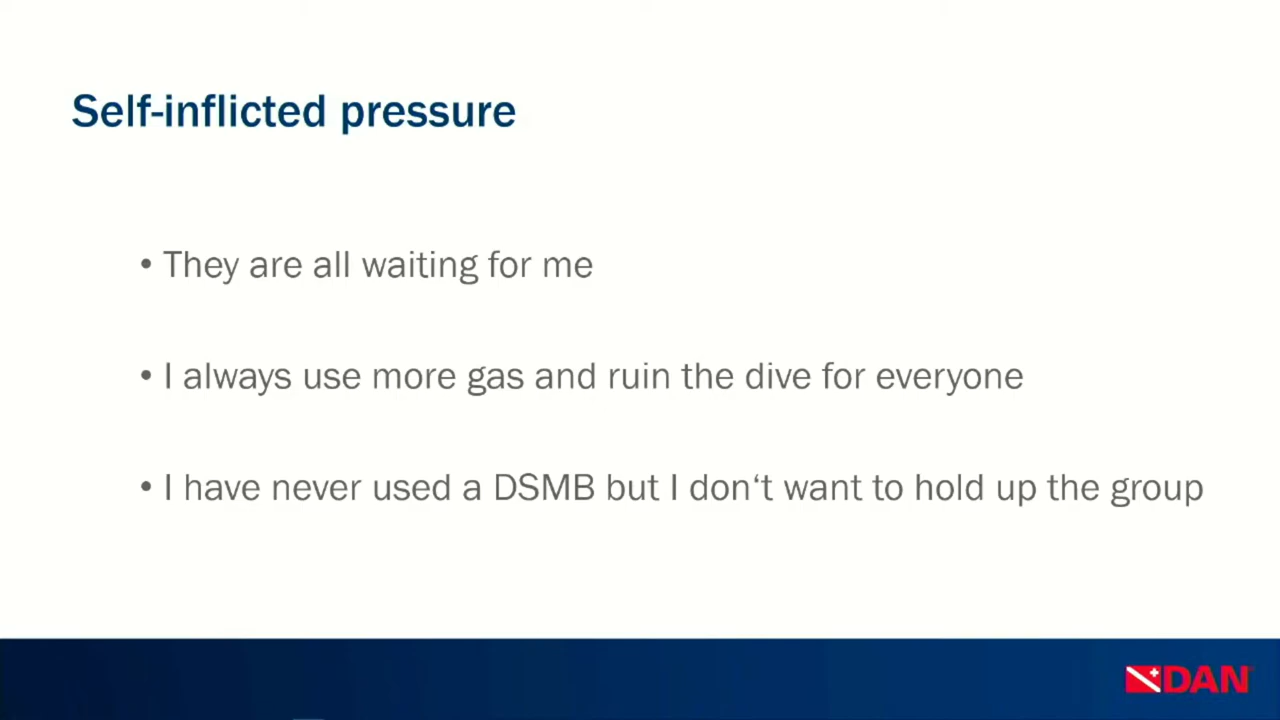 Self-inflicted pressure
• They are all waiting for me
• I always use more gas and ruin the dive for everyone
• I have never used a DSMB but I don‘t want to hold up the group
DAN